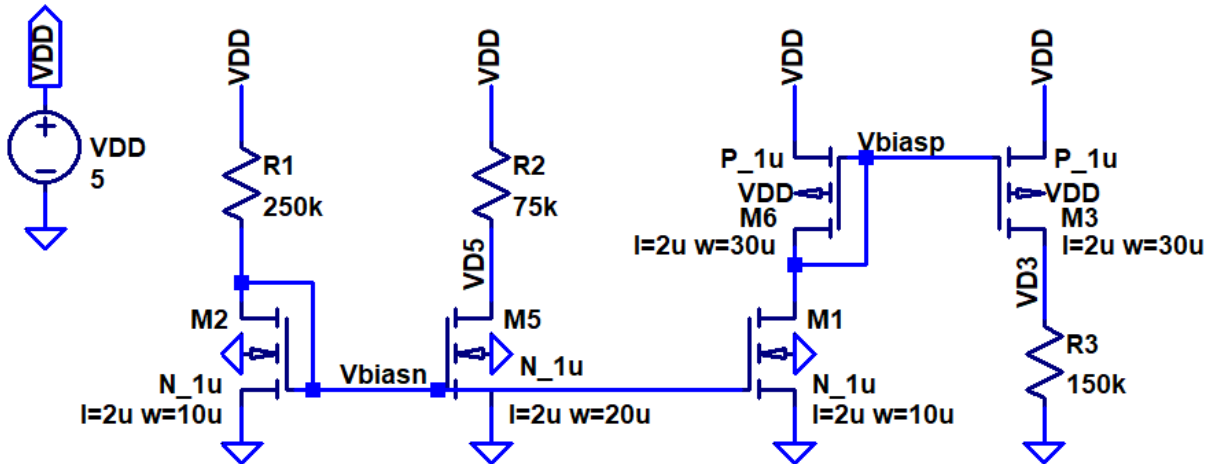 VDD
VDD
5
VDD
R1
250k
M2
N_1u
l=2u w=10u
Vbiasn
VDD
R2
75k
VD5
M5
N_1u
l=2u w=20u
VDD
P_1u
VDD
M6
l=2u w=30u
Vbiasp
M1
N_1u
l=2u w=10u
VDD
P_1u
VDD
M3
l=2u w=30u
VD3
R3
150k